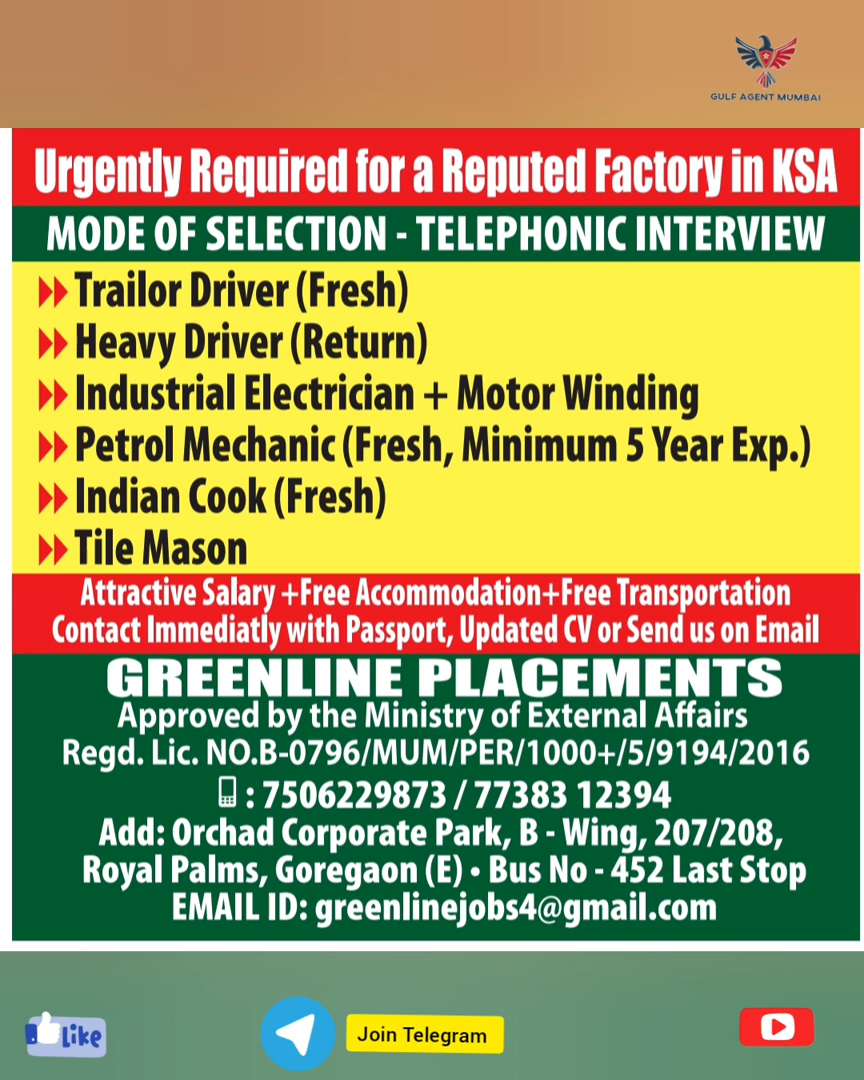 GULF AGENT MUMBAI
Urgently Required for a Reputed Factory in KSA
MODE OF SELECTION - TELEPHONIC INTERVIEW
Trailor Driver (Fresh)
Heavy Driver (Return)
Industrial Electrician + Motor Winding
Petrol Mechanic (Fresh, Minimum 5 Year Exp.)
Indian Cook (Fresh)
Tile Mason
Attractive Salary +Free Accommodation+Free Transportation
Contact Immediatly with Passport, Updated CV or Send us on Email
GREENLINE PLACEMENTS
Approved by the Ministry of External Affairs
Regd. Lic. NO.B-0796/MUM/PER/1000+/5/9194/2016
: 7506229873 / 77383 12394
Add: Orchad Corporate Park, B - Wing, 207/208,
Royal Palms, Goregaon (E) • Bus No - 452 Last Stop
EMAIL ID: greenlinejobs4@gmail.com
Like
Join Telegram